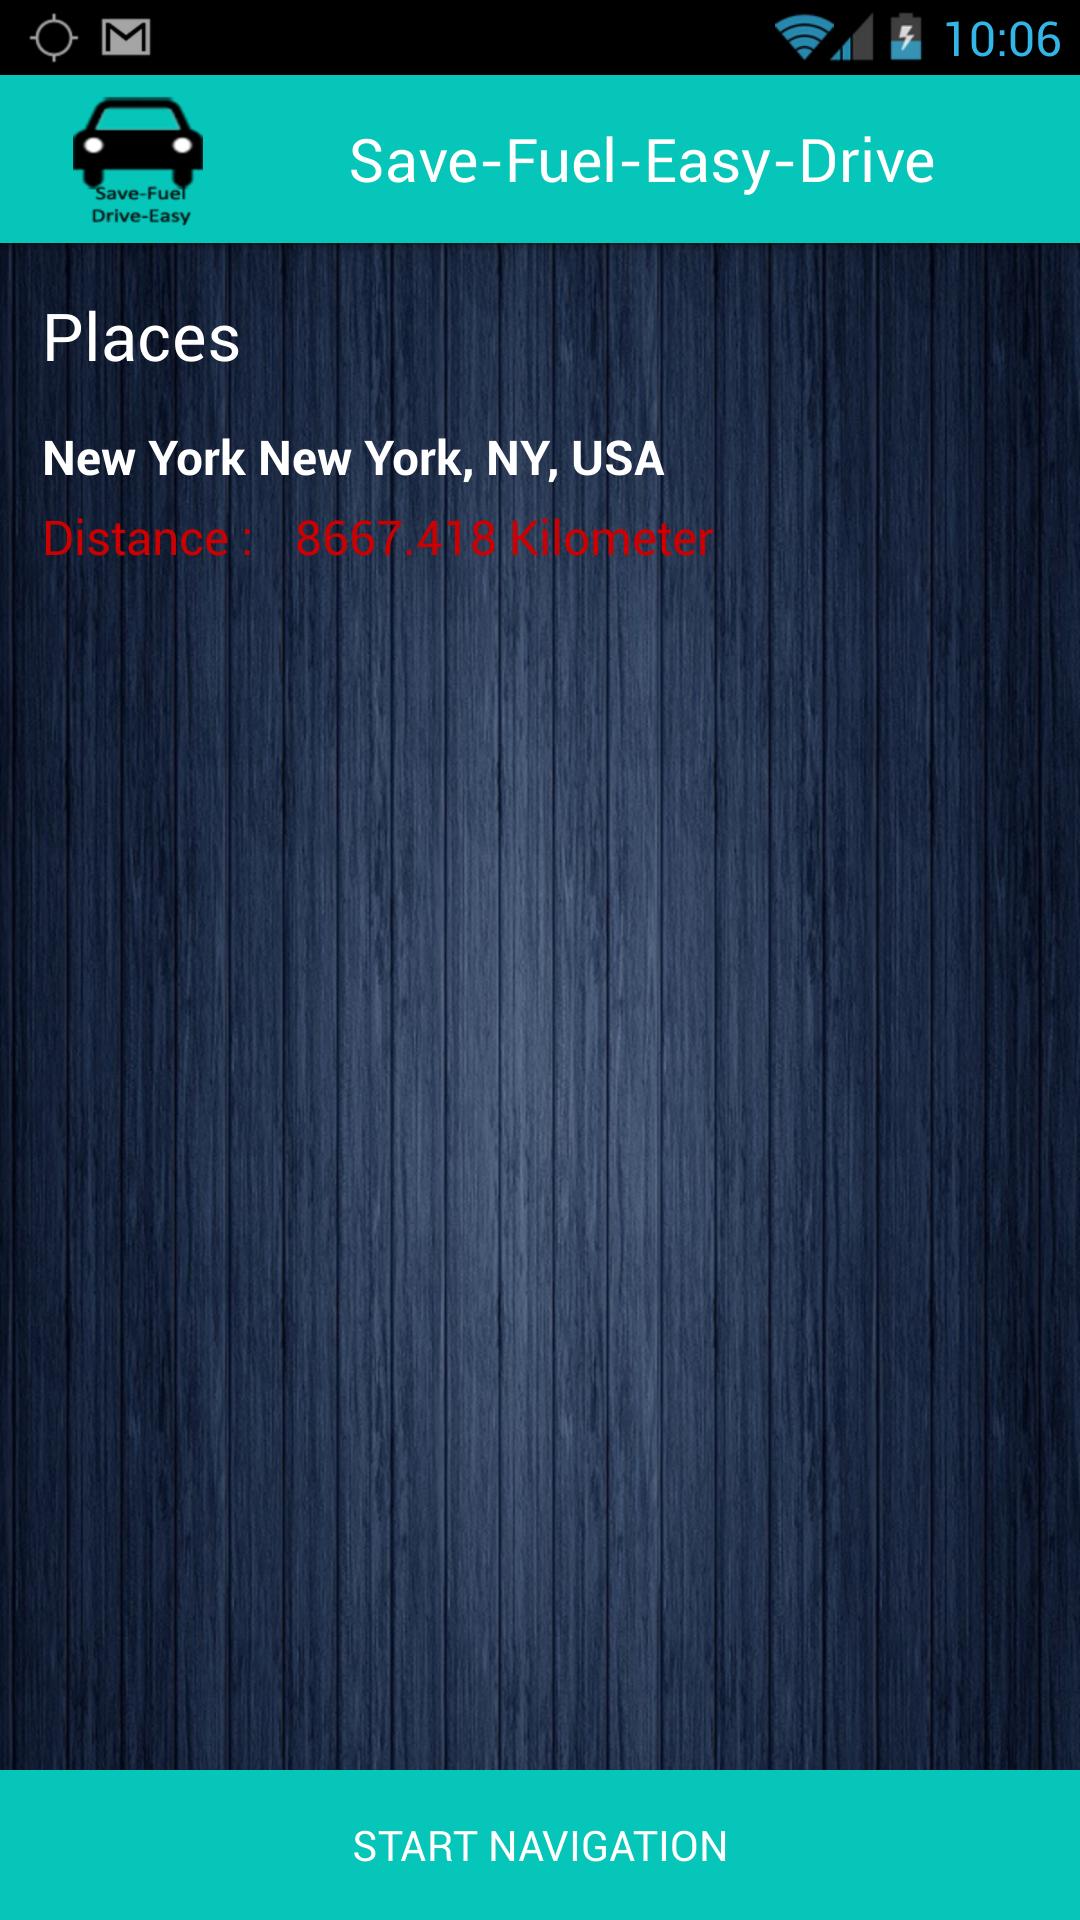 10:06
Save-Fuel
Drive-Easy
Save-Fuel-Easy-Drive
Places
New York New York, NY, USA
Distance : 8667.418 Kilometer
START NAVIGATION